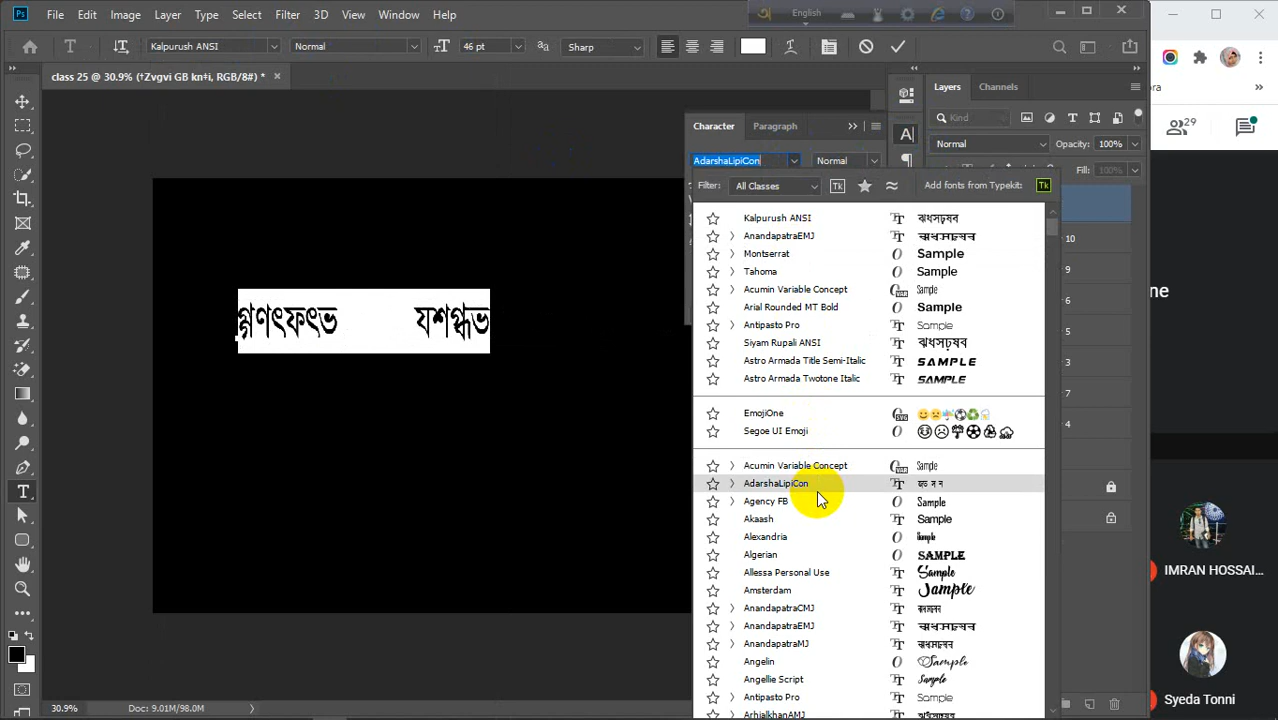 File Edit Image Layer Type Select Filter 3D View Window Help
English
Kalpurush ANSI Normal 46 pt Sharp
class 25 @ 30.9% (†Zvgvi GB kn‡i, RGB/8#) *
Layers Channels
Character Paragraph
Kind
AdarshaLipiCon Normal
Normal Opacity: 100%
Fill: 100%
Filter: All Classes Add fonts from Typekit: Tk
Kalpurush ANSI
AnandapatraEMJ
Montserrat Sample
Tahoma Sample
Acumin Variable Concept Sample
Arial Rounded MT Bold Sample
Antipasto Pro Sample
Siyam Rupali ANSI
Astro Armada Title Semi-Italic SAMPLE
Astro Armada Twotone Italic SAMPLE
EmojiOne
Segoe UI Emoji
Acumin Variable Concept Sample
AdarshaLipiCon
Agency FB Sample
Akaash Sample
Alexandria Sample
Algerian SAMPLE
Allessa Personal Use Sample
Amsterdam Sample
AnandapatraCMJ
AnandapatraEMJ
AnandapatraMJ
Angelin Sample
Angellie Script Sample
Antipasto Pro Sample
ArhialkhanAMJ
10
9
6
5
3
7
4
30.9% Doc: 9.01M/98.0M
ora
29
ne
IMRAN HOSSAI...
Syeda Tonni